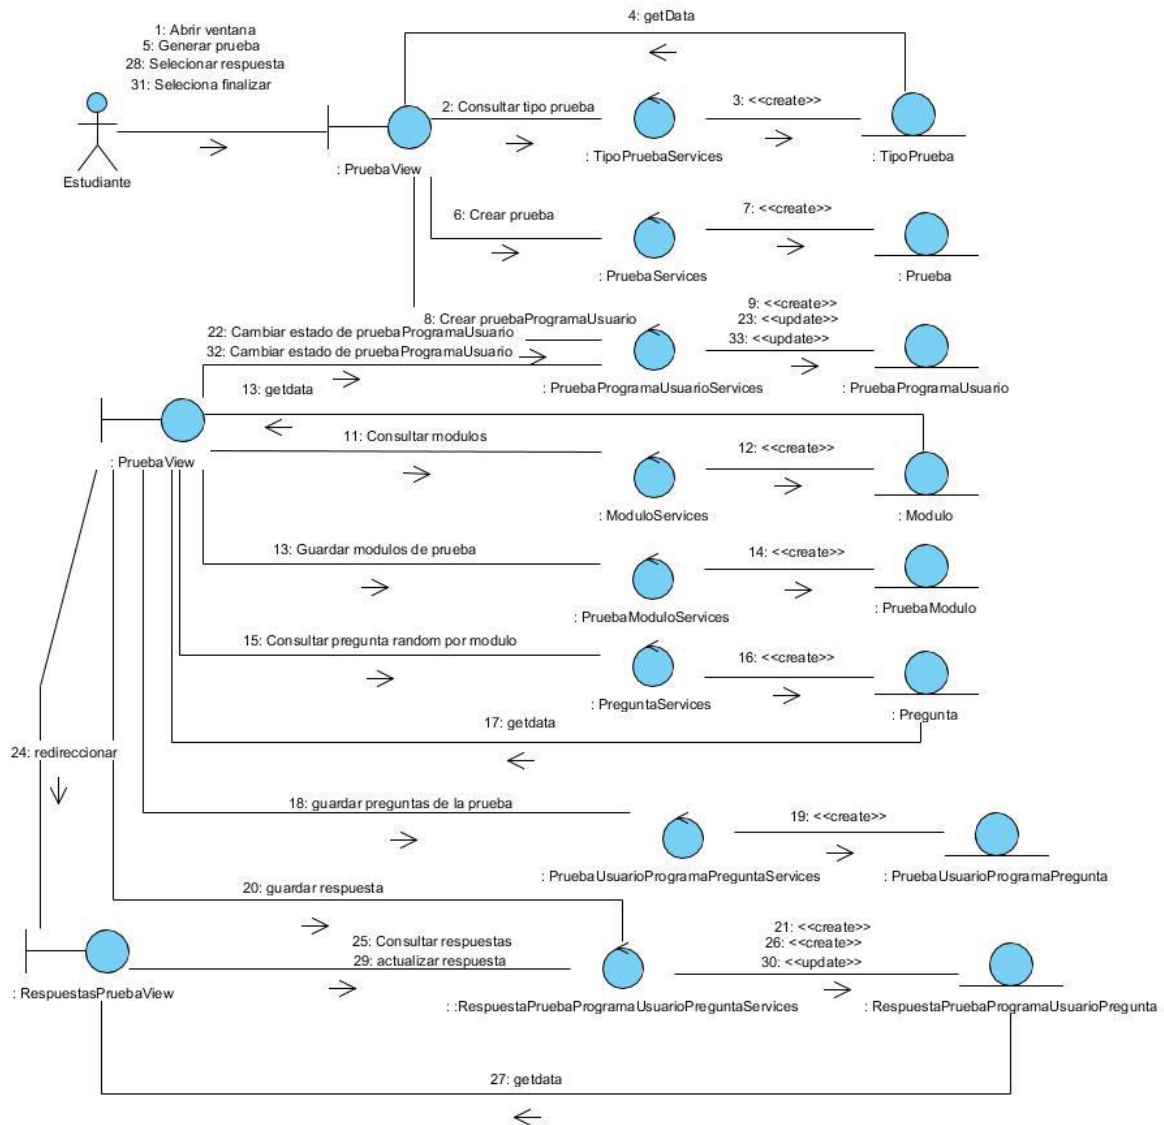 4: getData
1: Abrir ventana
5: Generar prueba
28: Selecionar respuesta
31: Seleciona finalizar
2: Consultar tipo prueba
3: <<create>>
: TipoPruebaServices
: TipoPrueba
: PruebaView
Estudiante
6: Crear prueba
7: <<create>>
: PruebaServices
: Prueba
8: Crear pruebaProgramaUsuario
22: Cambiar estado de pruebaProgramaUsuario
32: Cambiar estado de pruebaProgramaUsuario
9: <<create>>
23: <<update>>
33: <<update>>
: PruebaProgramaUsuarioServices
: PruebaProgramaUsuario
13: getdata
11: Consultar modulos
12: <<create>>
: PruebaView
: ModuloServices
: Modulo
13: Guardar modulos de prueba
14: <<create>>
: PruebaModuloServices
: PruebaModulo
15: Consultar pregunta random por modulo
16: <<create>>
: PreguntaServices
: Pregunta
17: getdata
24: redireccionar
18: guardar preguntas de la prueba
19: <<create>>
: PruebaUsuarioProgramaPreguntaServices
: PruebaUsuarioProgramaPregunta
20: guardar respuesta
25: Consultar respuestas
29: actualizar respuesta
21: <<create>>
26: <<create>>
30: <<update>>
: RespuestasPruebaView
: :RespuestaPruebaProgramaUsuarioPreguntaServices
: RespuestaPruebaProgramaUsuarioPregunta
27: getdata